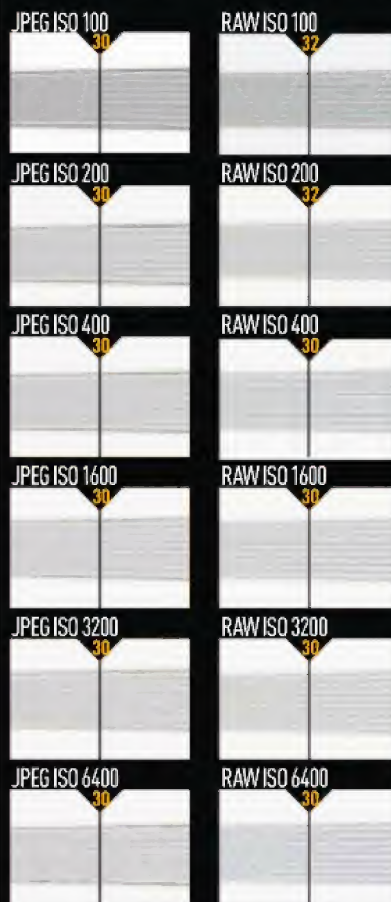 JPEG ISO 100 RAW ISO 100
30 32
JPEG ISO 200 RAW ISO 200
30 32
JPEG ISO 400 RAW ISO 400
30 30
JPEG ISO 1600 RAW ISO 1600
30 30
JPEG ISO 3200 RAW ISO 3200
30 30
JPEG ISO 6400 RAW ISO 6400
30 30